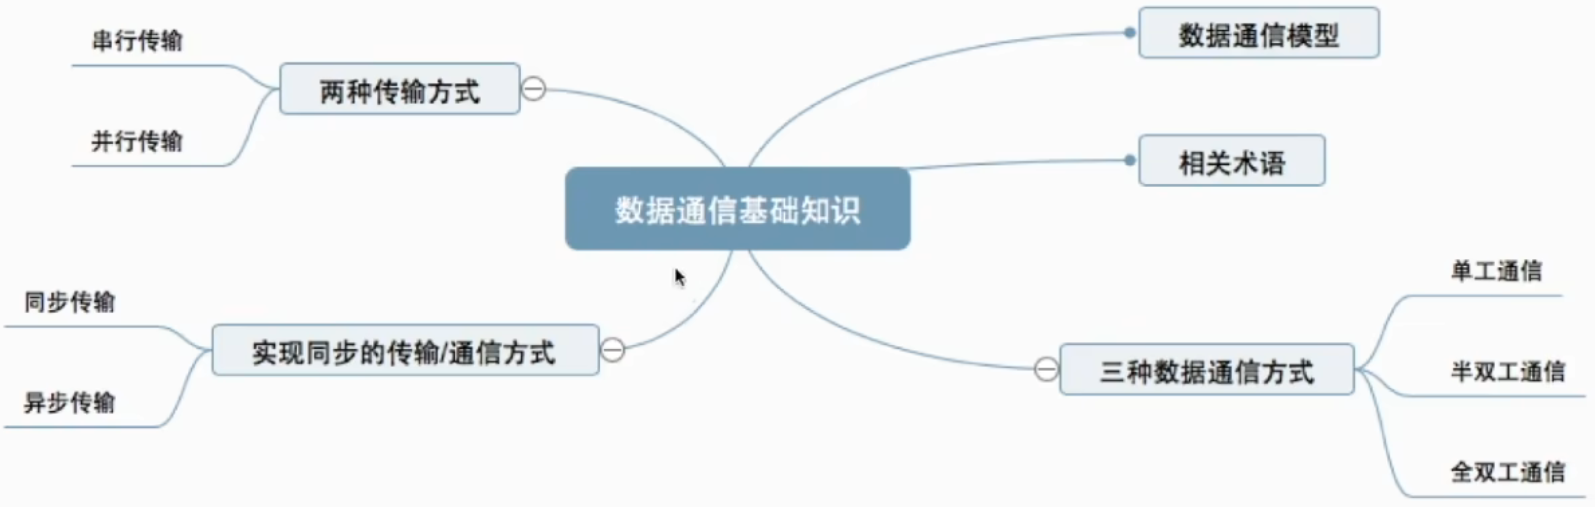 数据通信基础知识
数据通信模型
相关术语
三种数据通信方式
单工通信
半双工通信
全双工通信
两种传输方式
串行传输
并行传输
实现同步的传输/通信方式
同步传输
异步传输